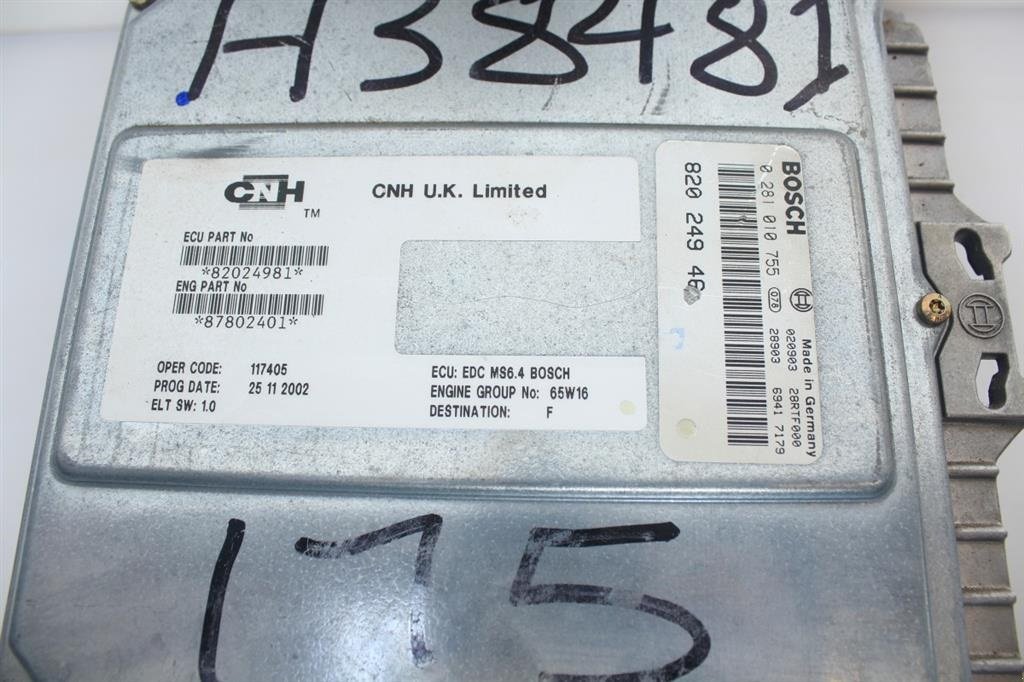 A38481
CNH
TM
CNH U.K. Limited
ECU PART No
*82024981*
ENG PART No
*87802401*
OPER CODE: 117405
PROG DATE: 25 11 2002
ELT SW: 1.0
ECU: EDC MS6.4 BOSCH
ENGINE GROUP No: 65W16
DESTINATION: F
BOSCH
0 281 010 755
078
820 249 46
Made in Germany
020903 28RTF000
28903 6941 7179
175